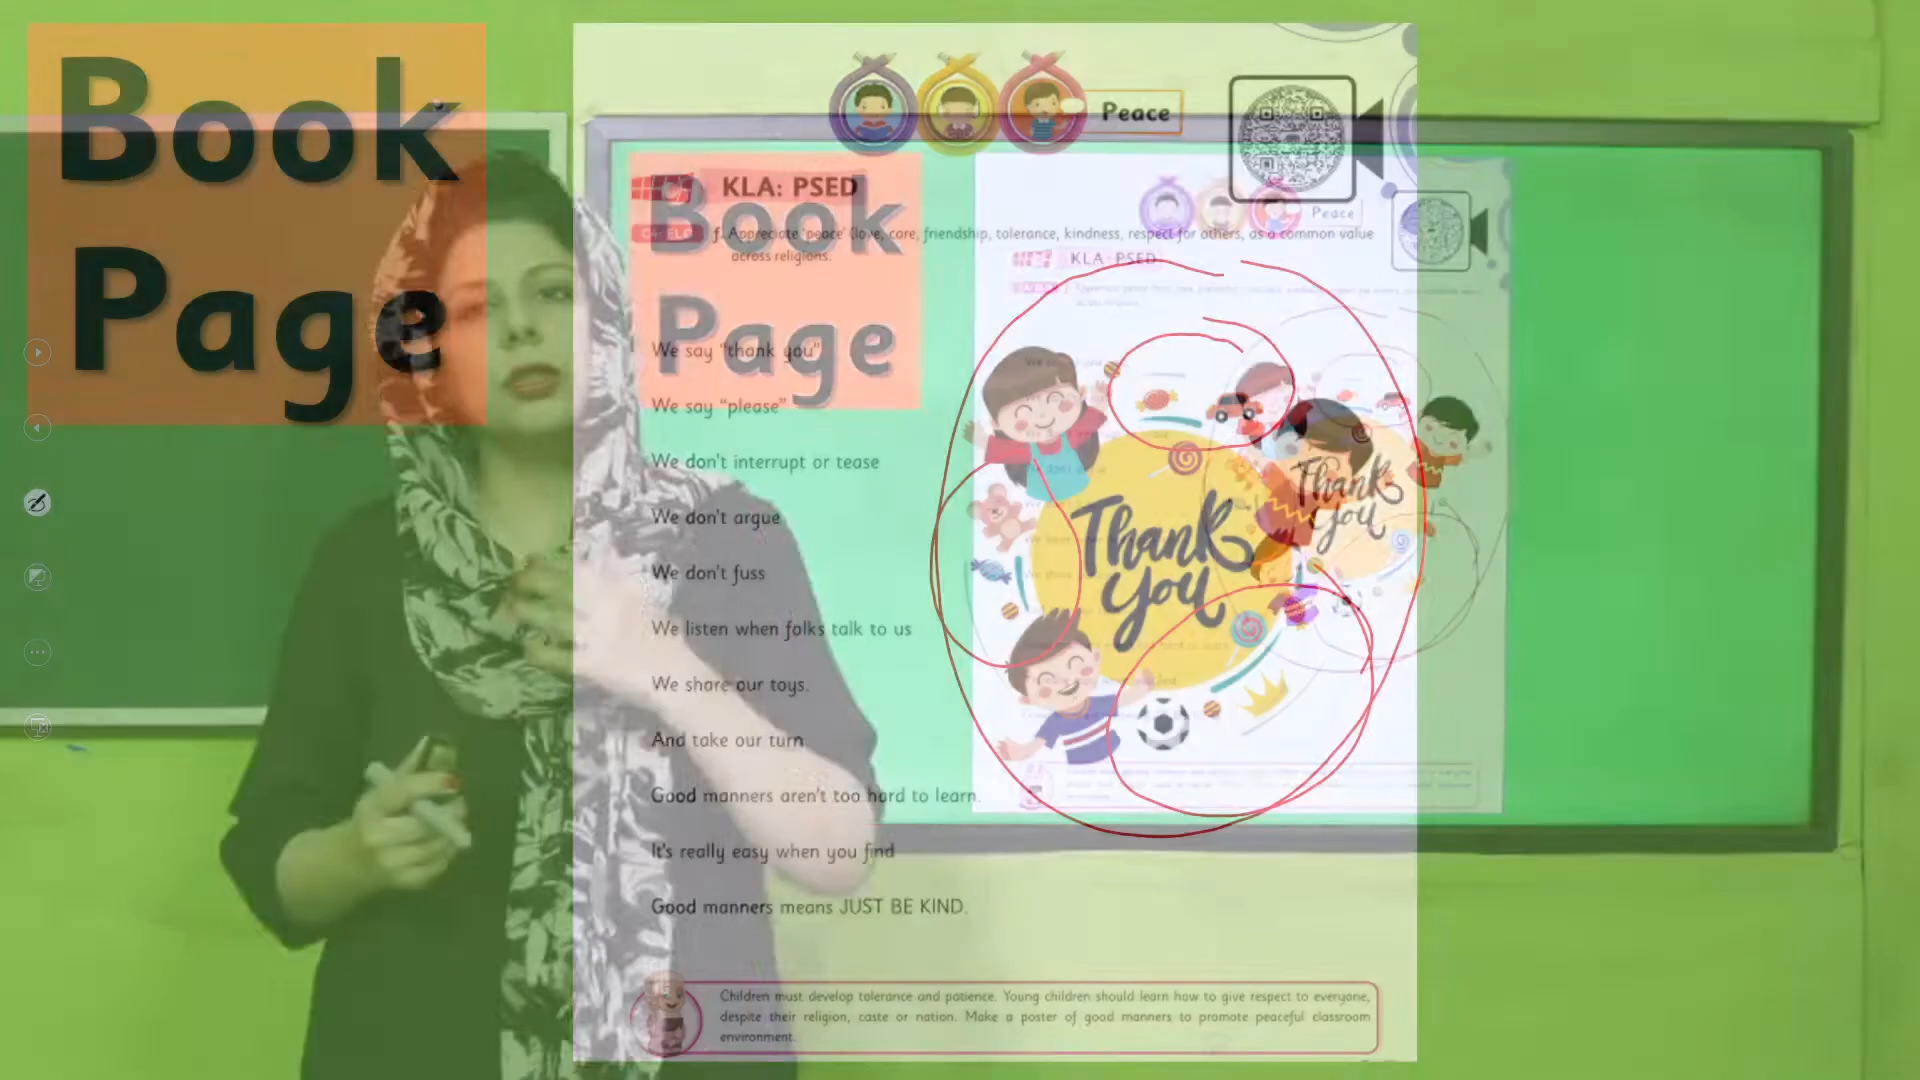 Book
Page
Peace
KLA: PSED
f. Appreciate 'peace' (love, care, friendship, tolerance, kindness, respect for others, as a common value
across religions.
We say "thank you"
We say "please"
We don't interrupt or tease
We don't argue
We don't fuss
We listen when folks talk to us
We share our toys.
And take our turn
Good manners aren't too hard to learn.
It's really easy when you find
Good manners means JUST BE KIND.
Thank
you
Children must develop tolerance and patience. Young children should learn how to give respect to everyone,
despite their religion, caste or nation. Make a poster of good manners to promote peaceful classroom
environment.
Book
Page
Peace
KLA: PSED
Thank
you